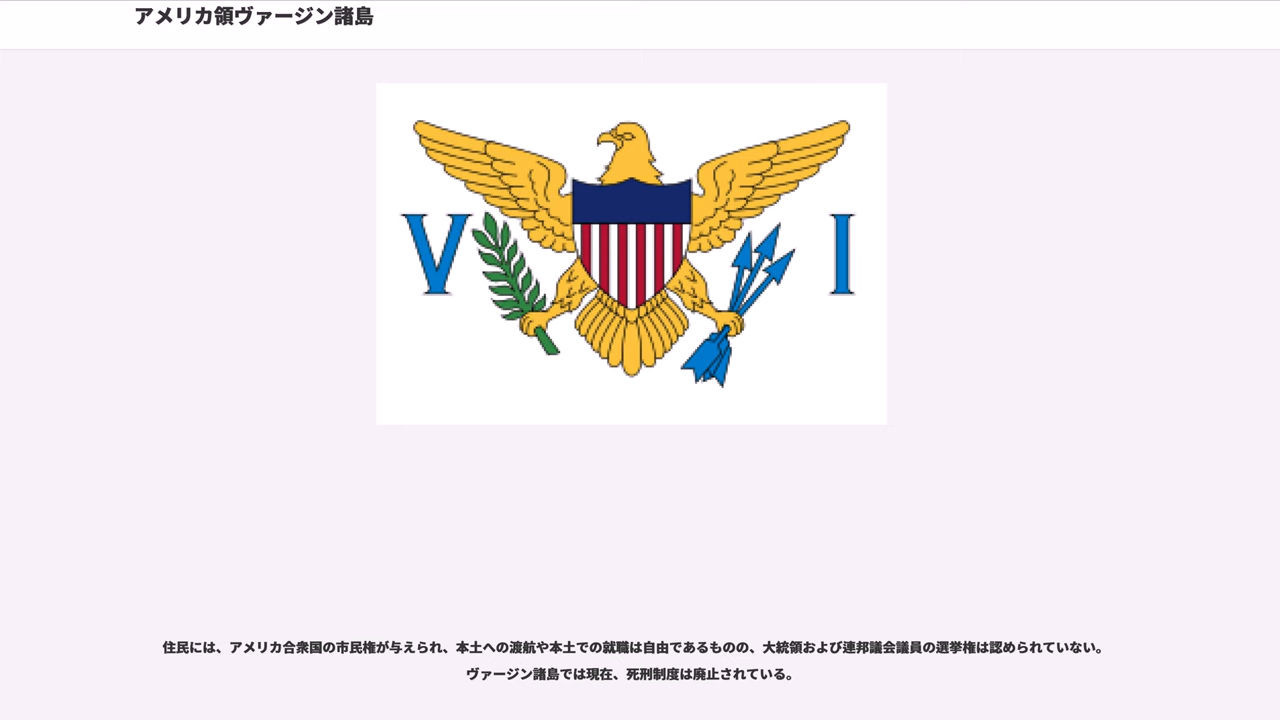 アメリカ領ヴァージン諸島
V I
住民には、アメリカ合衆国の市民権が与えられ、本土への渡航や本土での就職は自由であるものの、大統領および連邦議会議員の選挙権は認められていない。
ヴァージン諸島では現在、死刑制度は廃止されている。